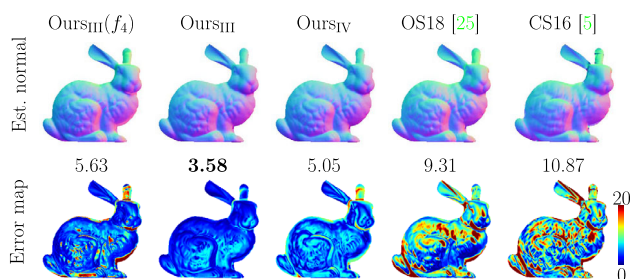 Ours_III(f_4) Ours_III Ours_IV OS18 [25] CS16 [5]
Est. normal
5.63 3.58 5.05 9.31 10.87
Error map
20
0